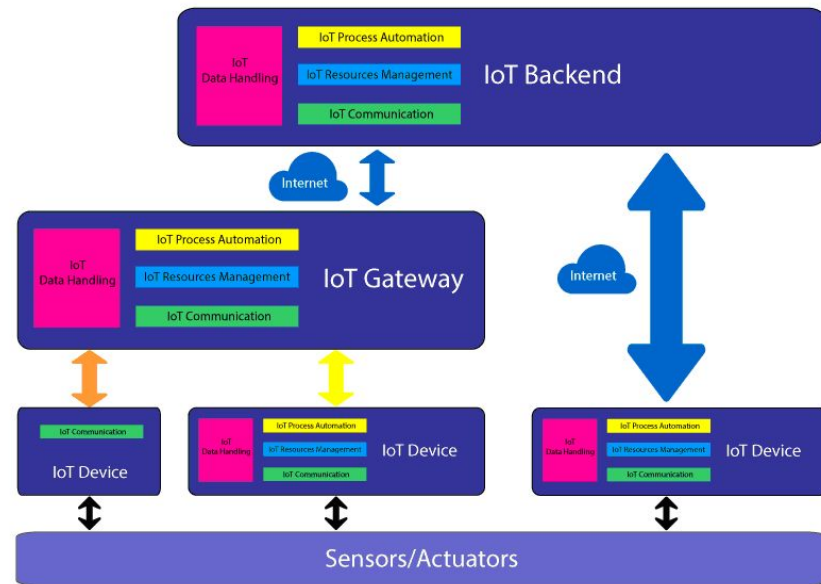 IoT
Data Handling
IoT Process Automation
IoT Resources Management
IoT Communication
IoT Backend
Internet
IoT
Data Handling
IoT Process Automation
IoT Resources Management
IoT Communication
IoT Gateway
Internet
IoT Communication
IoT Device
IoT
Data Handling
IoT Process Automation
IoT Resources Management
IoT Communication
IoT Device
IoT
Data Handling
IoT Process Automation
IoT Resources Management
IoT Communication
IoT Device
Sensors/Actuators